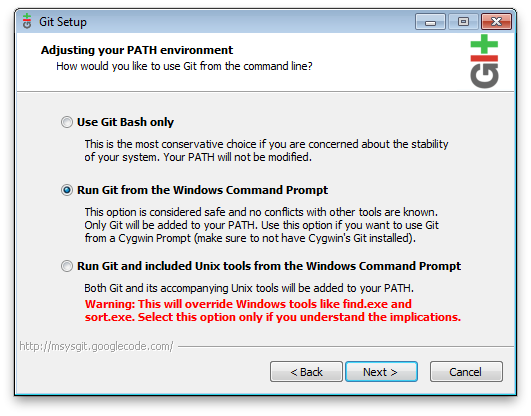 Git Setup
Adjusting your PATH environment
How would you like to use Git from the command line?
Use Git Bash only
This is the most conservative choice if you are concerned about the stability
of your system. Your PATH will not be modified.
Run Git from the Windows Command Prompt
This option is considered safe and no conflicts with other tools are known.
Only Git will be added to your PATH. Use this option if you want to use Git
from a Cygwin Prompt (make sure to not have Cygwin's Git installed).
Run Git and included Unix tools from the Windows Command Prompt
Both Git and its accompanying Unix tools will be added to your PATH.
Warning: This will override Windows tools like find.exe and
sort.exe. Select this option only if you understand the implications.
http://msysgit.googlecode.com/
< Back
Next >
Cancel